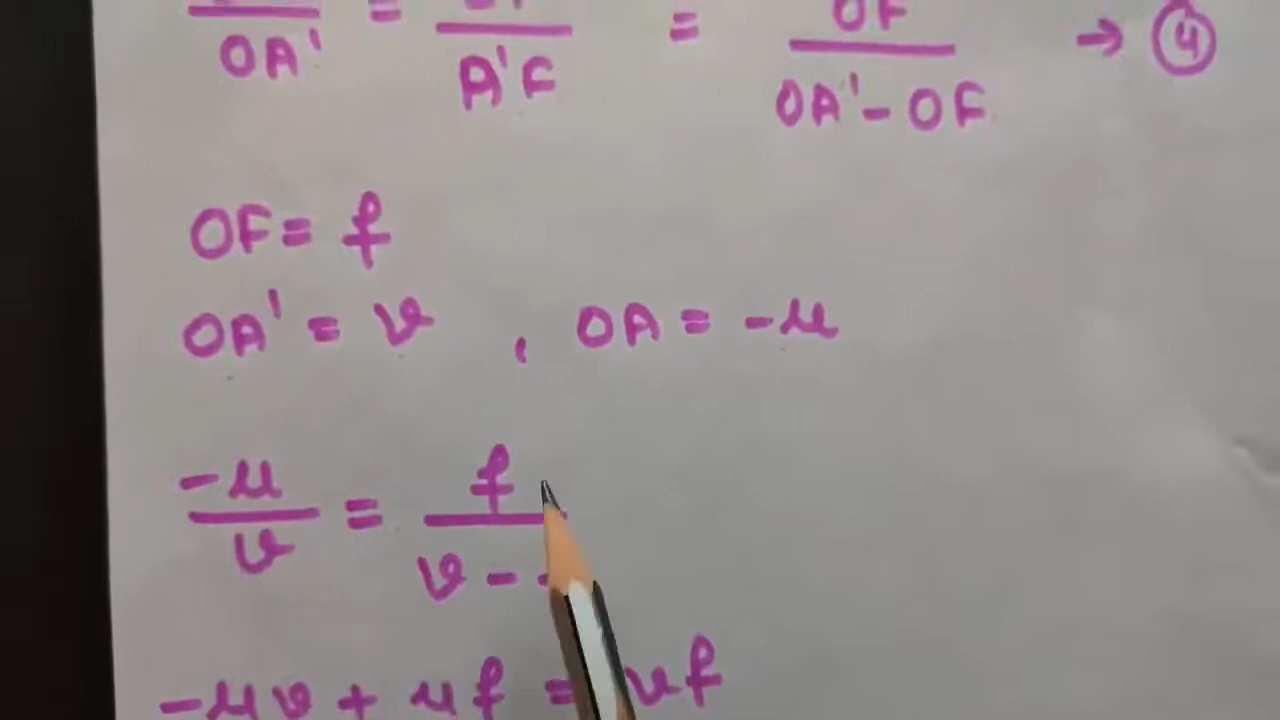 OA' = A'F = OF / OA' - OF → 4
OF = f
OA' = v , OA = -u
-u/v = f / v -
-uv + uf = vf